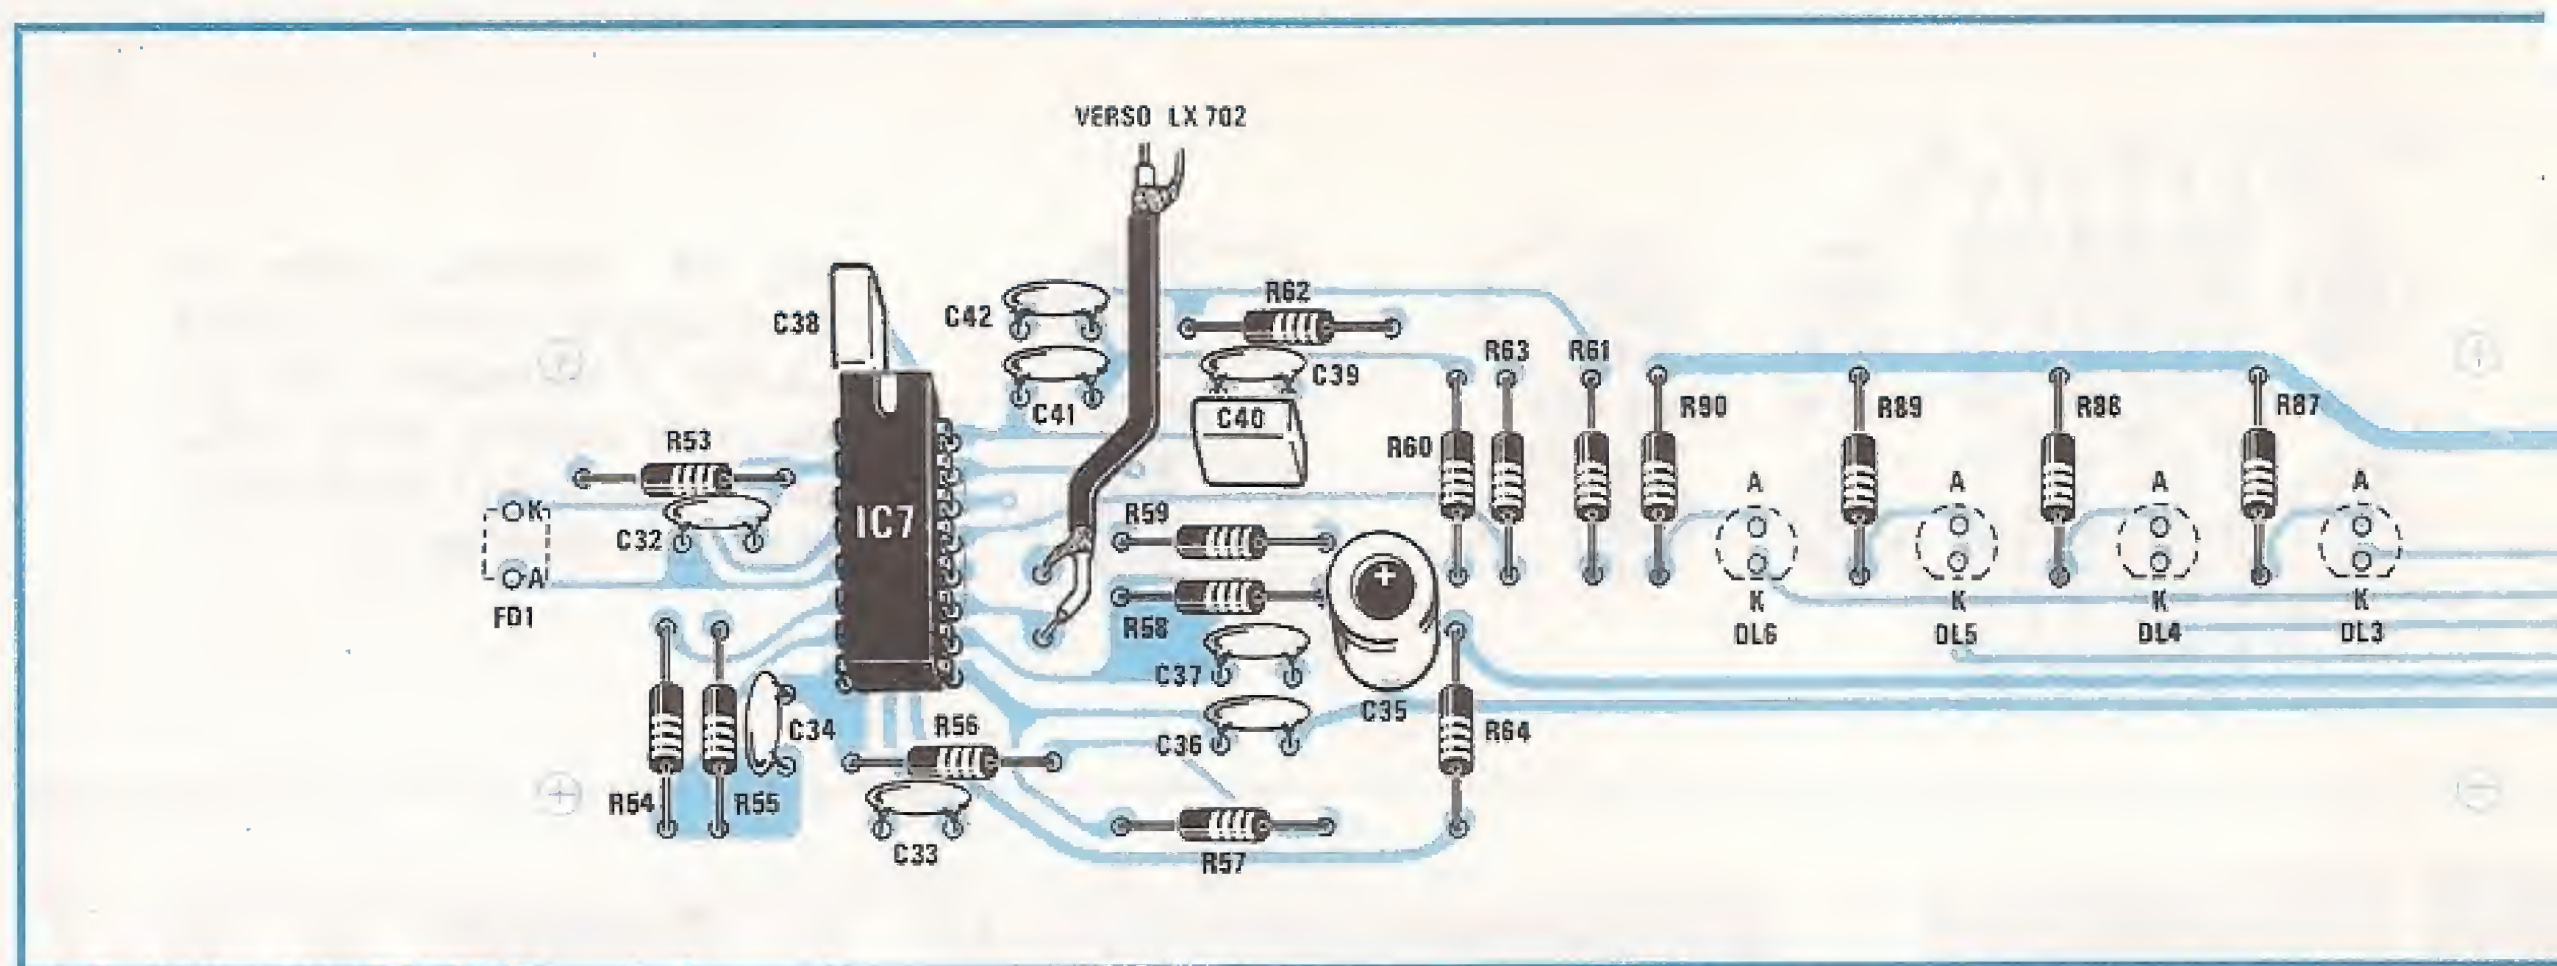 VERSO LX 702
C38
C42
R62
C41
C39
C40
R63
R61
R60
R90
R89
R88
R87
R53
C32
K
A
FD1
IC7
R59
R58
C37
C36
C35
R64
A
K
DL6
A
K
DL5
A
K
DL4
A
K
DL3
R54
R55
C34
R56
C33
R57
+